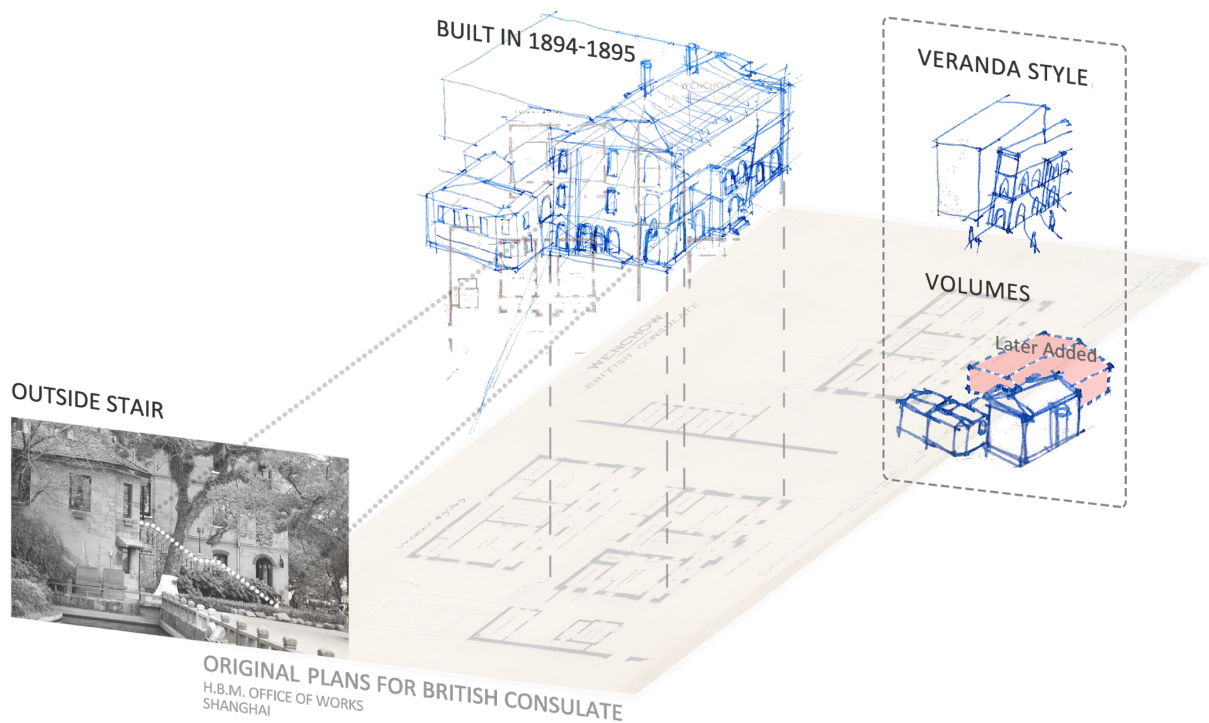 BUILT IN 1894-1895
VERANDA STYLE
WENCHOW
VOLUMES
Later Added
WENCHOW
BRITISH CONSULATE
OUTSIDE STAIR
ORIGINAL PLANS FOR BRITISH CONSULATE
H.B.M. OFFICE OF WORKS
SHANGHAI